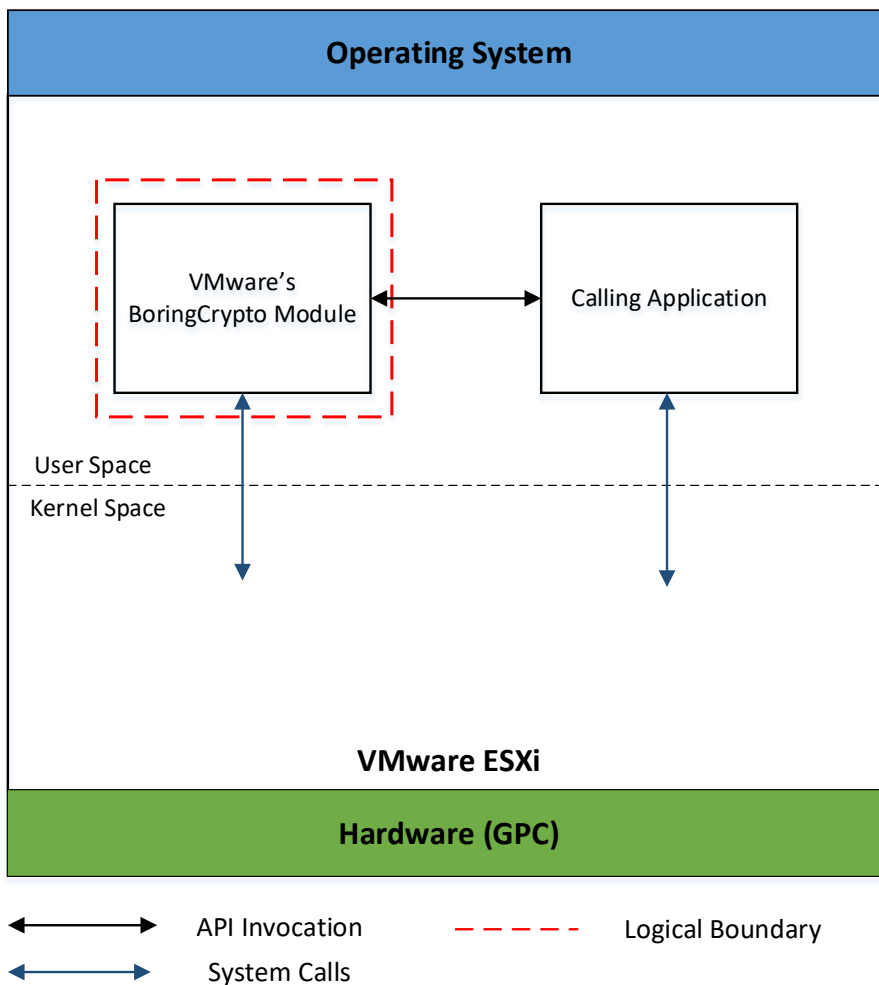 Operating System
VMware's
BoringCrypto Module
Calling Application
User Space
Kernel Space
VMware ESXi
Hardware (GPC)
API Invocation
Logical Boundary
System Calls